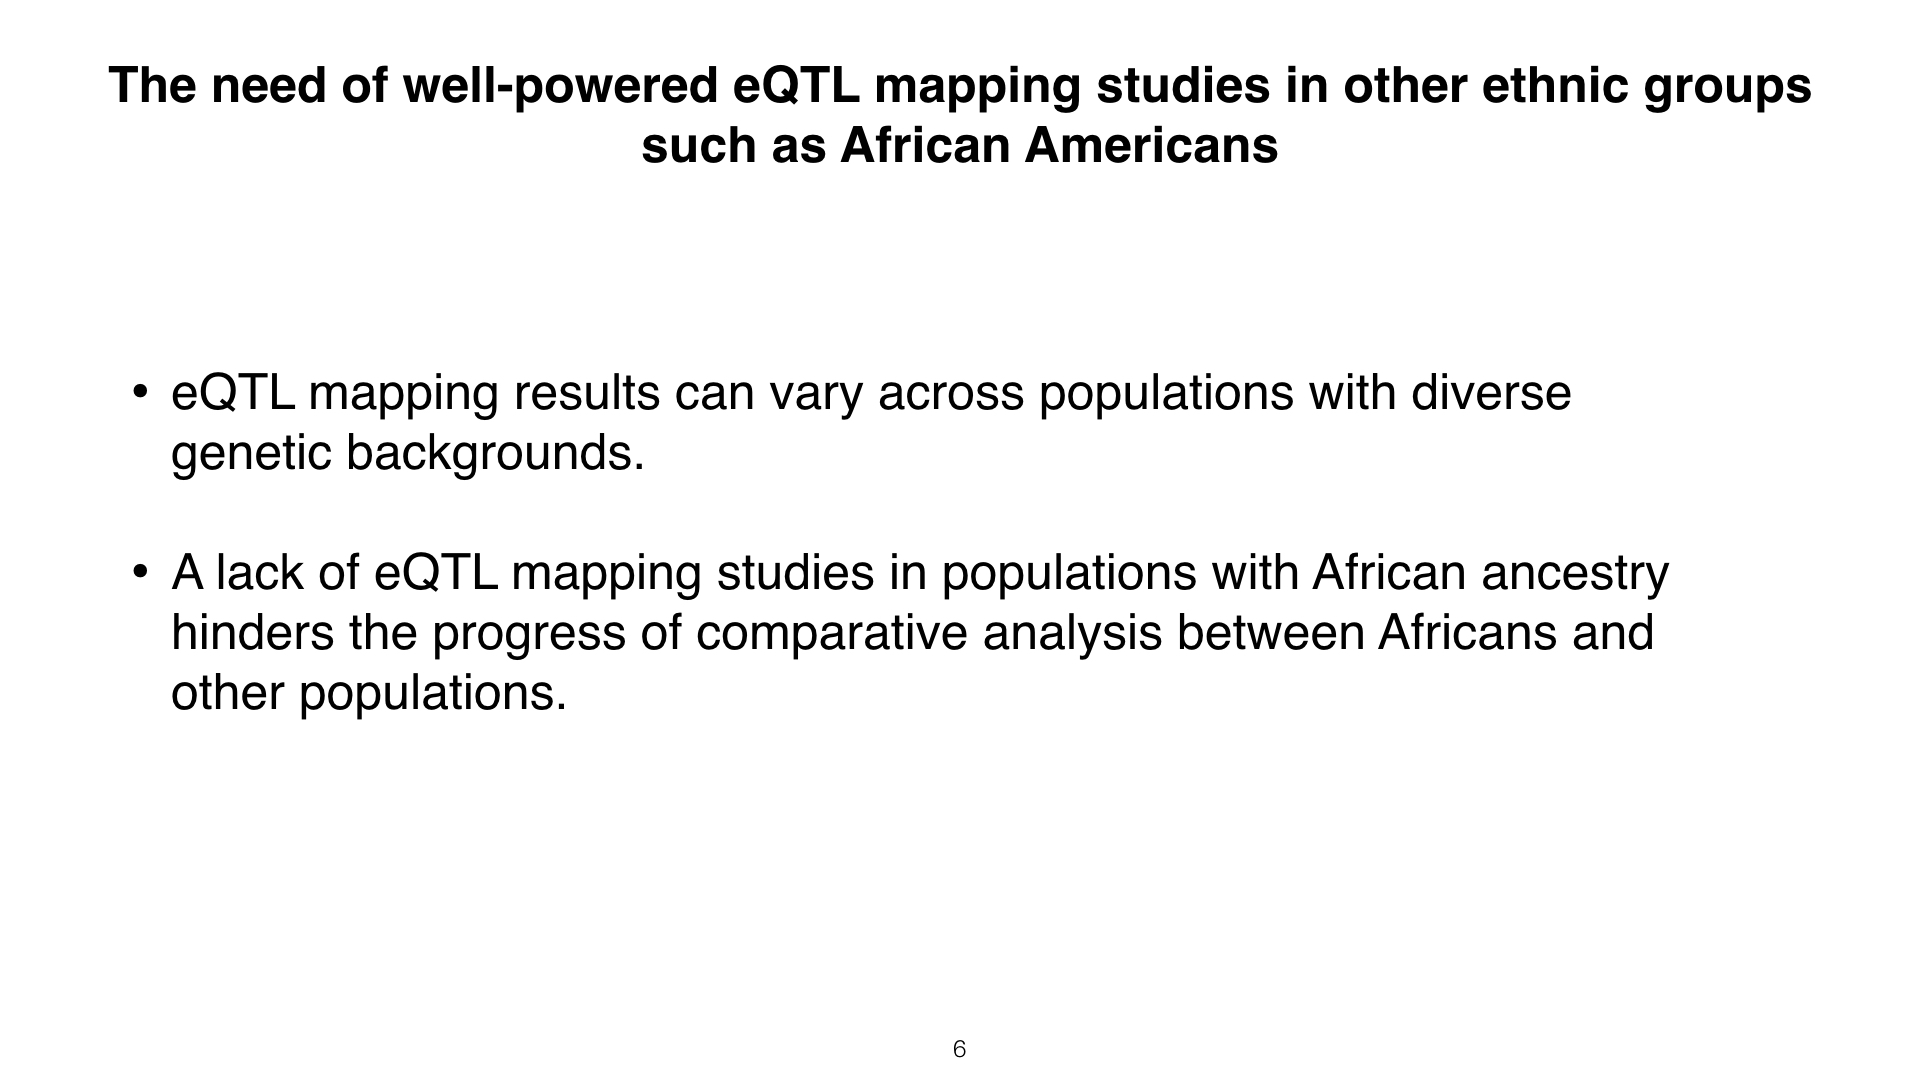 The need of well-powered eQTL mapping studies in other ethnic groups
such as African Americans
• eQTL mapping results can vary across populations with diverse
genetic backgrounds.
• A lack of eQTL mapping studies in populations with African ancestry
hinders the progress of comparative analysis between Africans and
other populations.
6